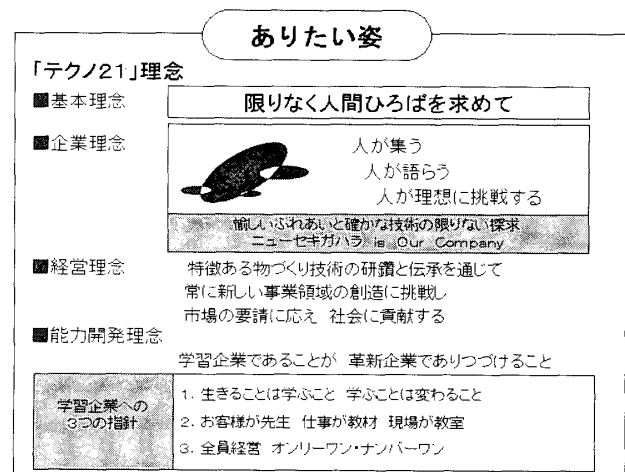 ありたい姿
「テクノ21」理念
■基本理念
限りなく人間ひろばを求めて
■企業理念
人が集う
人が語らう
人が理想に挑戦する
愉しいふれあいと確かな技術の限りない探求
ニューセキガハラ is Our Company
■経営理念
特徴ある物づくり技術の研鑽と伝承を通じて
常に新しい事業領域の創造に挑戦し
市場の要請に応え 社会に貢献する
■能力開発理念
学習企業であることが 革新企業でありつづけること
学習企業への
3つの指針
1. 生きることは学ぶこと 学ぶことは変わること
2. お客様が先生 仕事が教材 現場が教室
3. 全員経営 オンリーワン・ナンバーワン